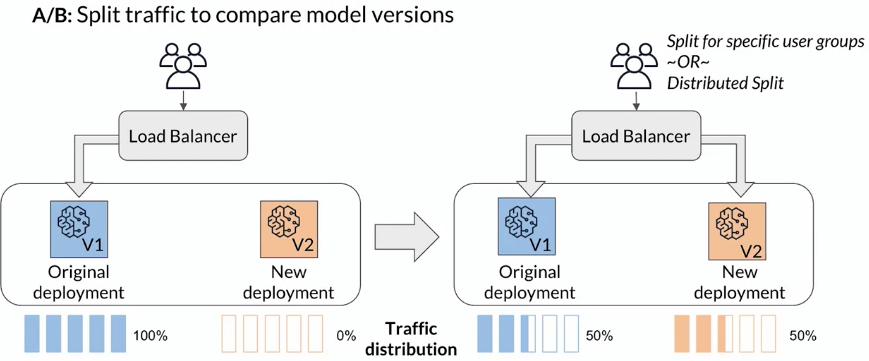 A/B: Split traffic to compare model versions
Split for specific user groups
~OR~
Distributed Split
Load Balancer
Load Balancer
V1
V2
V1
V2
Original
deployment
New
deployment
Original
deployment
New
deployment
100%
0%
Traffic
distribution
50%
50%